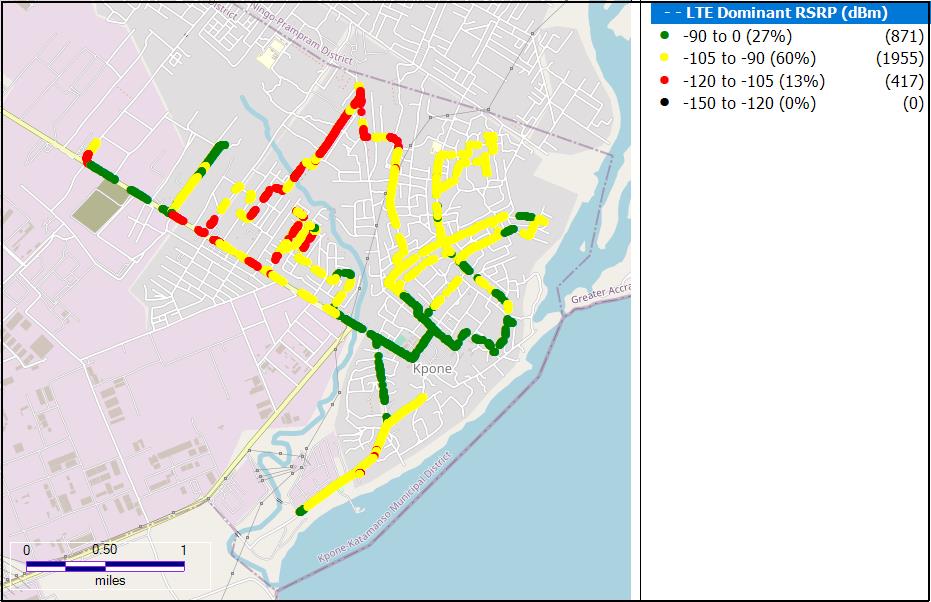 District
Ningo-Prampram District
Greater Accra
Kpone
Kpone-Katamanso Municipal District
0 0.50 1
miles
LTE Dominant RSRP (dBm)
-90 to 0 (27%) (871)
-105 to -90 (60%) (1955)
-120 to -105 (13%) (417)
-150 to -120 (0%) (0)